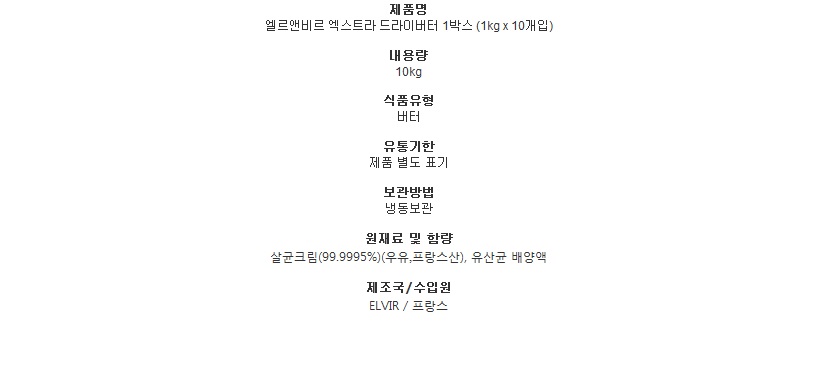 제품명
엘르앤비르 엑스트라 드라이버터 1박스 (1kg x 10개입)
내용량
10kg
식품유형
버터
유통기한
제품 별도 표기
보관방법
냉동보관
원재료 및 함량
살균크림(99.9995%)(우유,프랑스산), 유산균 배양액
제조국/수입원
ELVIR / 프랑스